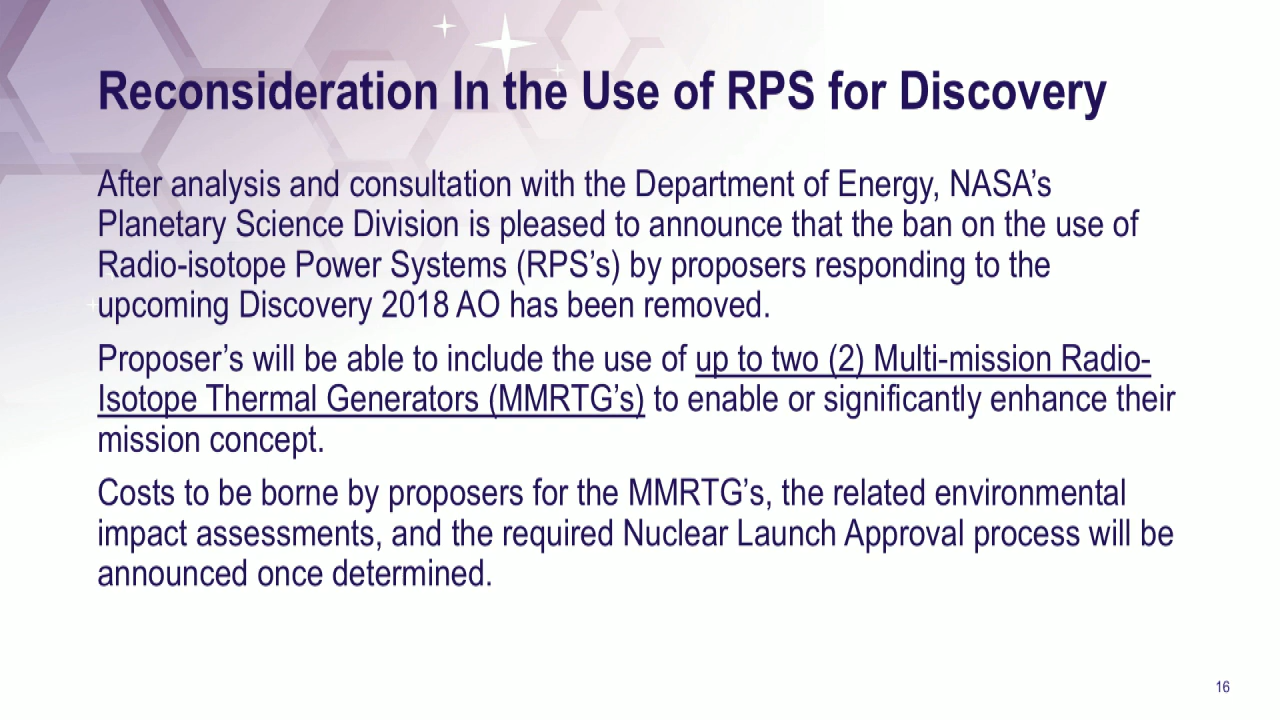 Reconsideration In the Use of RPS for Discovery
After analysis and consultation with the Department of Energy, NASA’s
Planetary Science Division is pleased to announce that the ban on the use of
Radio-isotope Power Systems (RPS’s) by proposers responding to the
upcoming Discovery 2018 AO has been removed.
Proposer’s will be able to include the use of up to two (2) Multi-mission Radio-
Isotope Thermal Generators (MMRTG’s) to enable or significantly enhance their
mission concept.
Costs to be borne by proposers for the MMRTG’s, the related environmental
impact assessments, and the required Nuclear Launch Approval process will be
announced once determined.
16